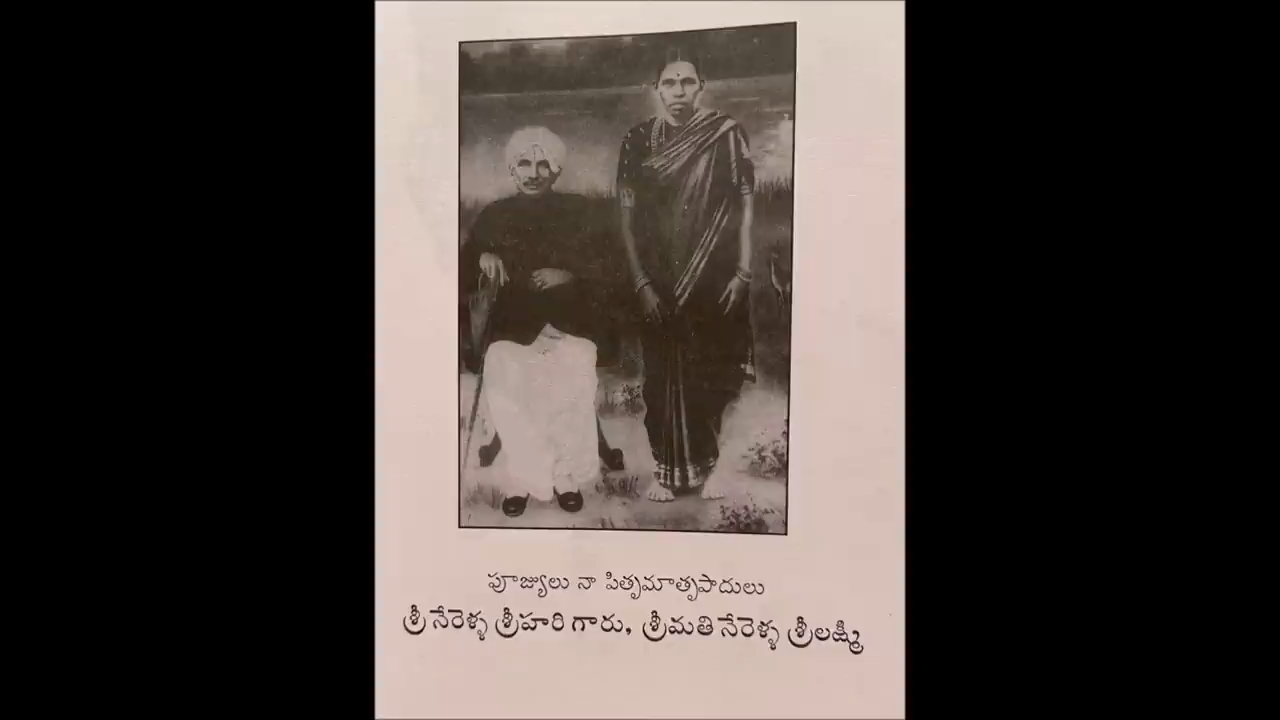 పూజ్యులు నా పితృమాతృపాదులు
శ్రీ నేరెళ్ళ శ్రీహరి గారు, శ్రీమతి నేరెళ్ళ శ్రీలక్ష్మి